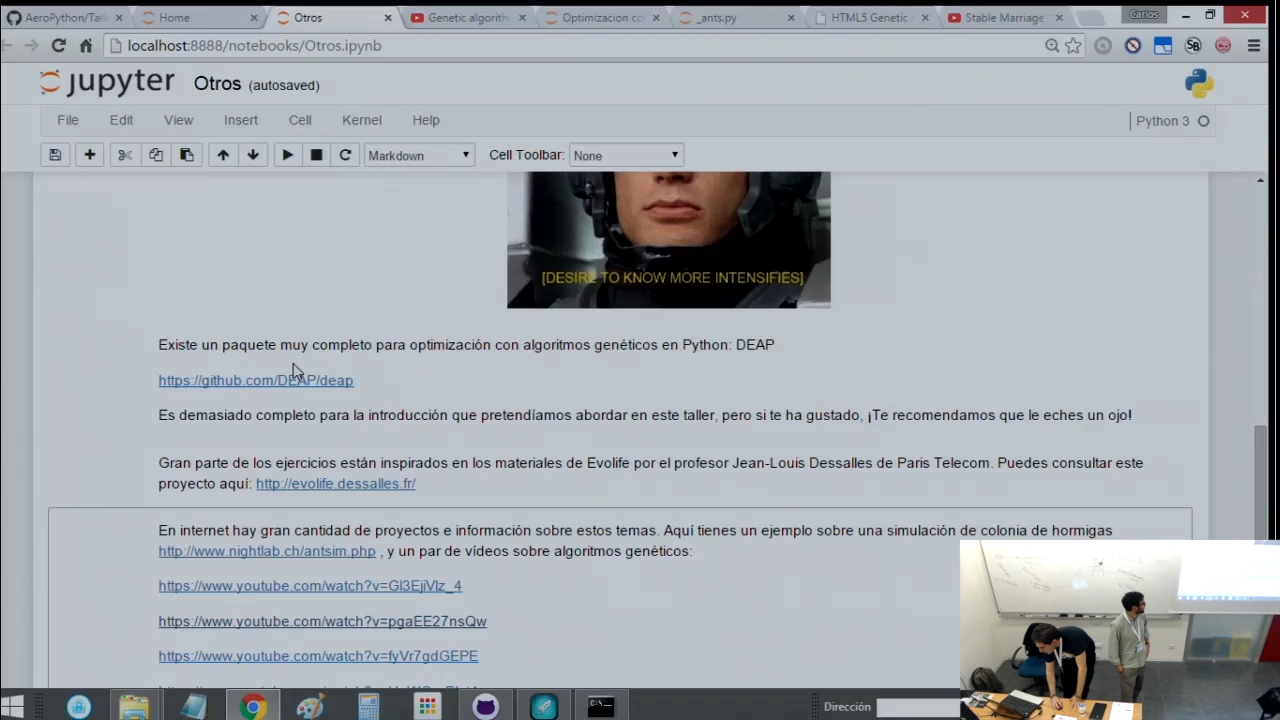 AeroPython/Tall
Home
Otros
Genetic algorith
Optimizacion co
_ants.py
HTML5 Genetic
Stable Marriage
Carlos
localhost:8888/notebooks/Otros.ipynb
jupyter Otros (autosaved)
File Edit View Insert Cell Kernel Help
Python 3
Markdown
Cell Toolbar: None
[DESIRE TO KNOW MORE INTENSIFIES]
Existe un paquete muy completo para optimización con algoritmos genéticos en Python: DEAP
https://github.com/DEAP/deap
Es demasiado completo para la introducción que pretendíamos abordar en este taller, pero si te ha gustado, ¡Te recomendamos que le eches un ojo!
Gran parte de los ejercicios están inspirados en los materiales de Evolife por el profesor Jean-Louis Dessalles de Paris Telecom. Puedes consultar este
proyecto aquí: http://evolife.dessalles.fr/
En internet hay gran cantidad de proyectos e información sobre estos temas. Aquí tienes un ejemplo sobre una simulación de colonia de hormigas
http://www.nightlab.ch/antsim.php , y un par de vídeos sobre algoritmos genéticos:
https://www.youtube.com/watch?v=Gl3EjiVlz_4
https://www.youtube.com/watch?v=pgaEE27nsQw
https://www.youtube.com/watch?v=fyVr7gdGEPE
Dirección